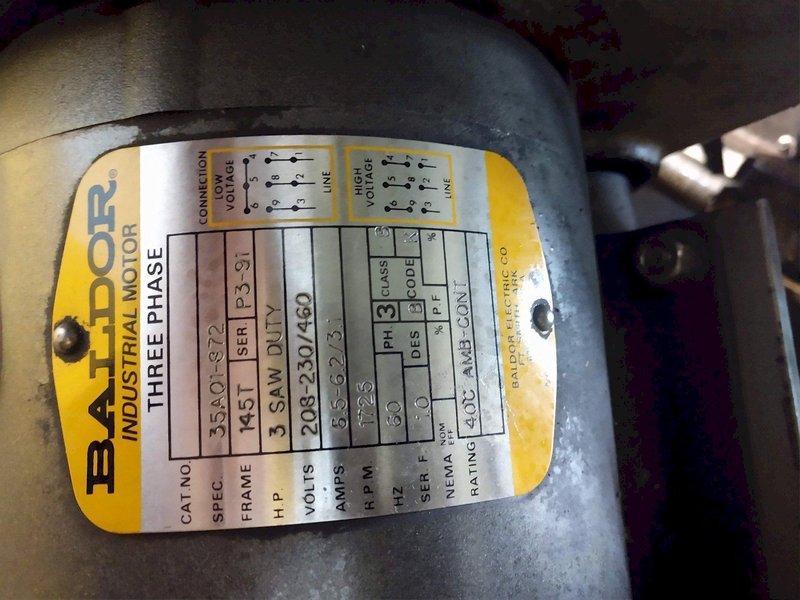 BALDOR®
INDUSTRIAL MOTOR
THREE PHASE
CONNECTION
LOW
VOLTAGE
4 5 6
7 8 9
1 2 3
LINE
HIGH
VOLTAGE
4 5 6
7 8 9
1 2 3
LINE
CAT.NO.
SPEC. 35A01-872
FRAME 145T SER. P3-91
H.P. 3 SAW DUTY
VOLTS 208-230/460
AMPS 6.2/3.1
R.P.M. 1725
HZ 60 PH. 3 CLASS B
SER. F. 1.0 DES B CODE K
NEMA NOM EFF % P.F. %
RATING 40C AMB-CONT
BALDOR ELECTRIC CO
FT. SMITH, ARK